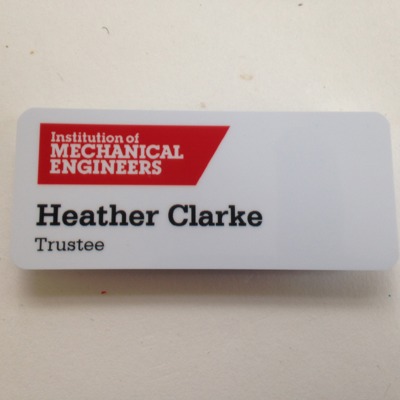 Institution of
MECHANICAL
ENGINEERS
Heather Clarke
Trustee